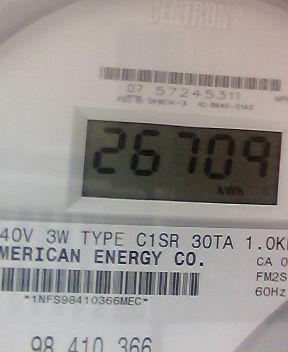 CENTRON®
07 57245311
26709
kWh
40V 3W TYPE C1SR 30TA 1.0K
MERICAN ENERGY CO.
CA 0
FM2S
60Hz
*1NFS98410366MEC*
98 410 366